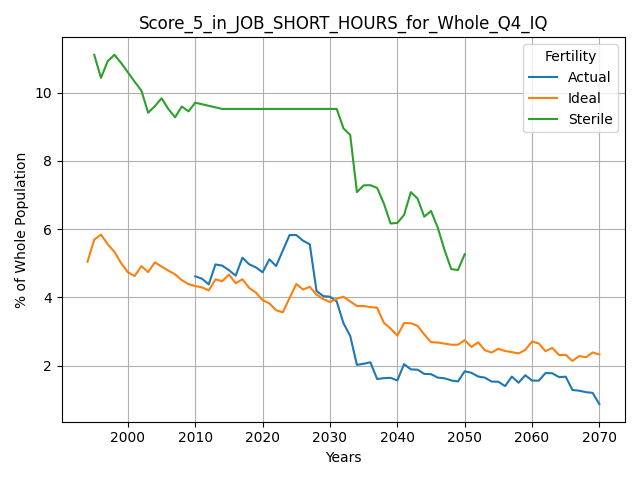 Score_5_in_JOB_SHORT_HOURS_for_Whole_Q4_IQ
Fertility
Actual
Ideal
Sterile
% of Whole Population
10
8
6
4
2
2000 2010 2020 2030 2040 2050 2060 2070
Years